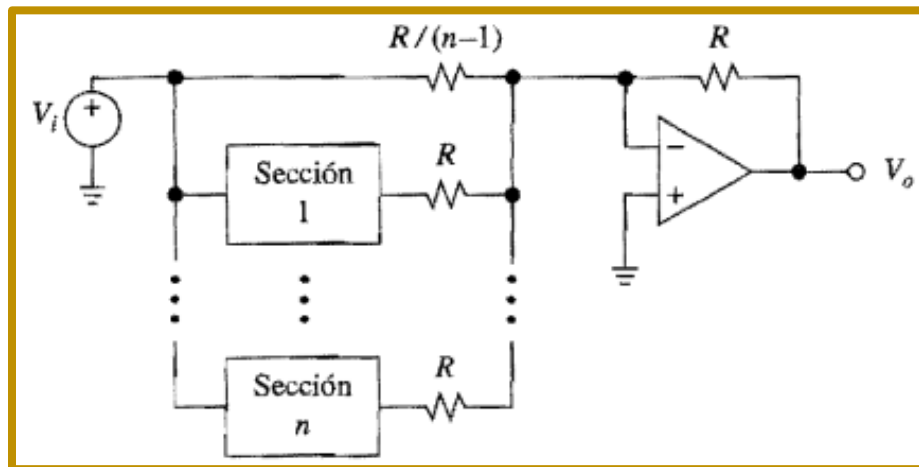 R/(n–1)
R
+
V_i
Sección
1
R
−
+
V_o
Sección
n
R